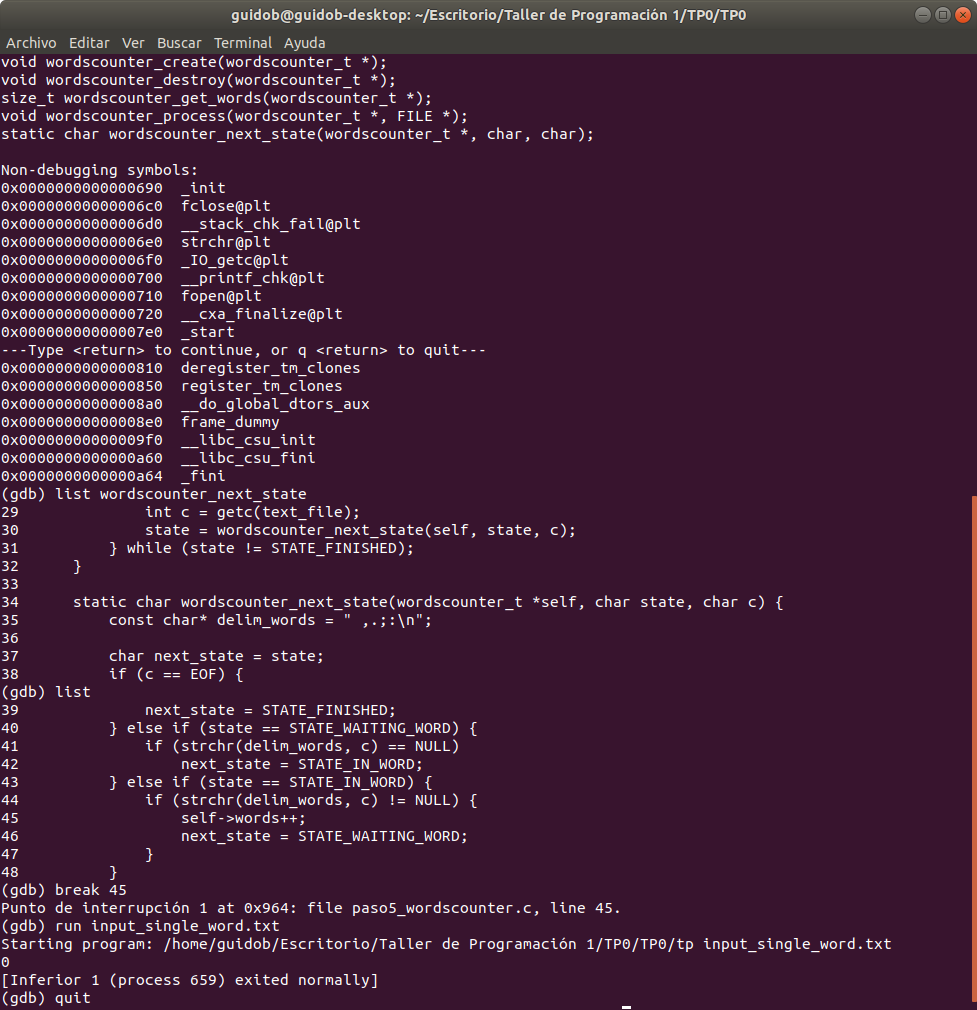 guidob@guidob-desktop: ~/Escritorio/Taller de Programación 1/TP0/TP0
Archivo Editar Ver Buscar Terminal Ayuda
void wordscounter_create(wordscounter_t *);
void wordscounter_destroy(wordscounter_t *);
size_t wordscounter_get_words(wordscounter_t *);
void wordscounter_process(wordscounter_t *, FILE *);
static char wordscounter_next_state(wordscounter_t *, char, char);

Non-debugging symbols:
0x0000000000000690  _init
0x00000000000006c0  fclose@plt
0x00000000000006d0  __stack_chk_fail@plt
0x00000000000006e0  strchr@plt
0x00000000000006f0  _IO_getc@plt
0x0000000000000700  __printf_chk@plt
0x0000000000000710  fopen@plt
0x0000000000000720  __cxa_finalize@plt
0x00000000000007e0  _start
---Type <return> to continue, or q <return> to quit---
0x0000000000000810  deregister_tm_clones
0x0000000000000850  register_tm_clones
0x00000000000008a0  __do_global_dtors_aux
0x00000000000008e0  frame_dummy
0x00000000000009f0  __libc_csu_init
0x0000000000000a60  __libc_csu_fini
0x0000000000000a64  _fini
(gdb) list wordscounter_next_state
29              int c = getc(text_file);
30              state = wordscounter_next_state(self, state, c);
31          } while (state != STATE_FINISHED);
32      }
33
34      static char wordscounter_next_state(wordscounter_t *self, char state, char c) {
35          const char* delim_words = " ,.;:\n";
36
37          char next_state = state;
38          if (c == EOF) {
(gdb) list
39              next_state = STATE_FINISHED;
40          } else if (state == STATE_WAITING_WORD) {
41              if (strchr(delim_words, c) == NULL)
42                  next_state = STATE_IN_WORD;
43          } else if (state == STATE_IN_WORD) {
44              if (strchr(delim_words, c) != NULL) {
45                  self->words++;
46                  next_state = STATE_WAITING_WORD;
47              }
48          }
(gdb) break 45
Punto de interrupción 1 at 0x964: file paso5_wordscounter.c, line 45.
(gdb) run input_single_word.txt
Starting program: /home/guidob/Escritorio/Taller de Programación 1/TP0/TP0/tp input_single_word.txt
0
[Inferior 1 (process 659) exited normally]
(gdb) quit